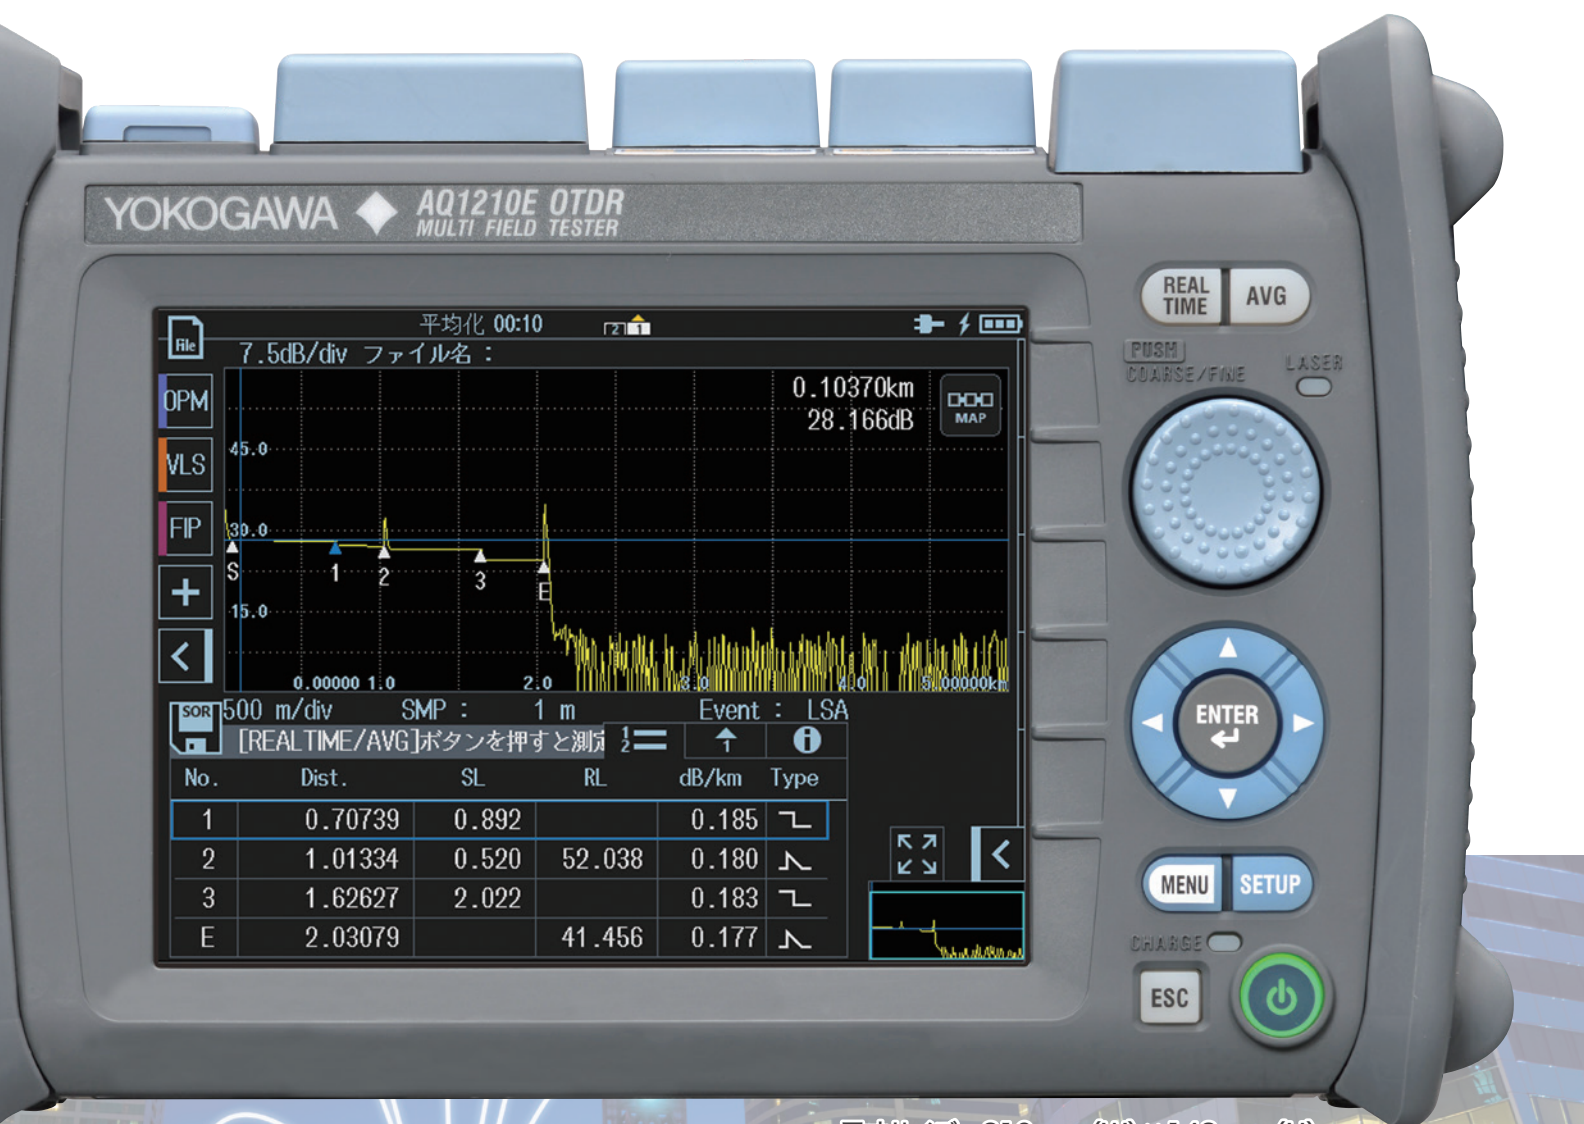 YOKOGAWA AQ1210E OTDR
MULTI FIELD TESTER
REAL TIME AVG
PUSH
COARSE/FINE
LASER
File
平均化 00:10
2 1
7.5dB/div ファイル名 :
OPM
VLS
FIP
0.10370km
28.166dB
MAP
45.0
30.0
15.0
S 1 2 3 E
0.00000 1.0 2.0 3.0 4.0 5.00000km
500 m/div SMP : 1 m Event : LSA
SOR
[REALTIME/AVG]ボタンを押すと測定
1 2 1
No. Dist. SL RL dB/km Type
1 0.70739 0.892 0.185
2 1.01334 0.520 52.038 0.180
3 1.62627 2.022 0.183
E 2.03079 41.456 0.177
ENTER
MENU SETUP
CHARGE
ESC